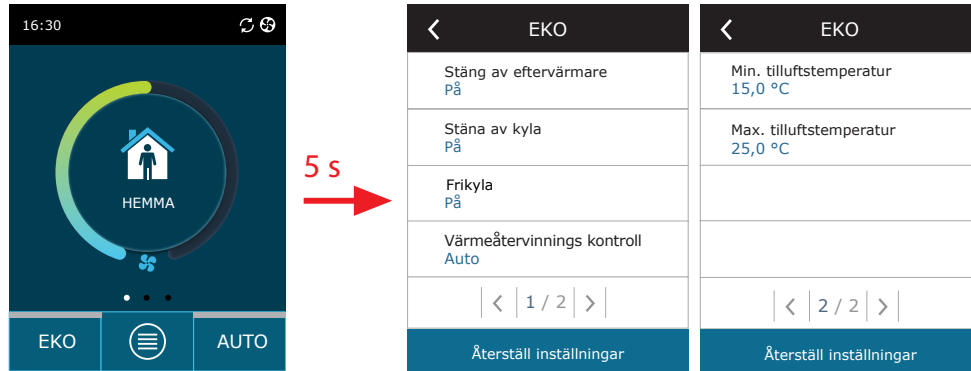 16:30
HEMMA
EKO
AUTO
5 s
EKO
Stäng av eftervärmare
På
Stäna av kyla
På
Frikyla
På
Värmeåtervinnings kontroll
Auto
1 / 2
Återställ inställningar
EKO
Min. tilluftstemperatur
15,0 °C
Max. tilluftstemperatur
25,0 °C
2 / 2
Återställ inställningar